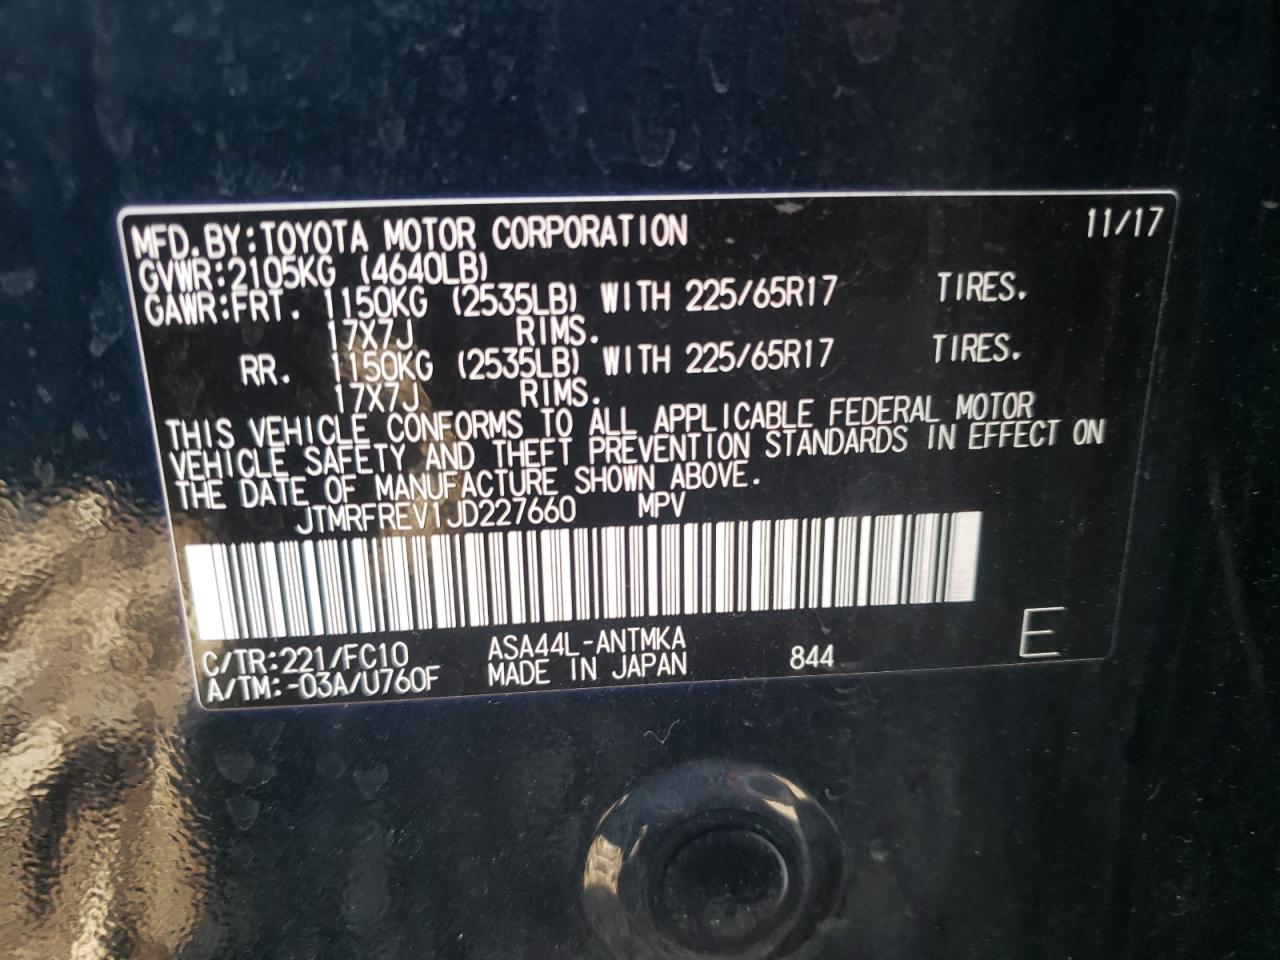 MFD.BY:TOYOTA MOTOR CORPORATION 11/17
GVWR:2105KG (4640LB)
GAWR:FRT. 1150KG (2535LB) WITH 225/65R17 TIRES.
17X7J RIMS.
RR. 1150KG (2535LB) WITH 225/65R17 TIRES.
17X7J RIMS.
THIS VEHICLE CONFORMS TO ALL APPLICABLE FEDERAL MOTOR
VEHICLE SAFETY AND THEFT PREVENTION STANDARDS IN EFFECT ON
THE DATE OF MANUFACTURE SHOWN ABOVE.
JTMRFREV1JD227660 MPV
C/TR:221/FC10 ASA44L-ANTMKA
A/TM:-03A/U760F MADE IN JAPAN 844 E